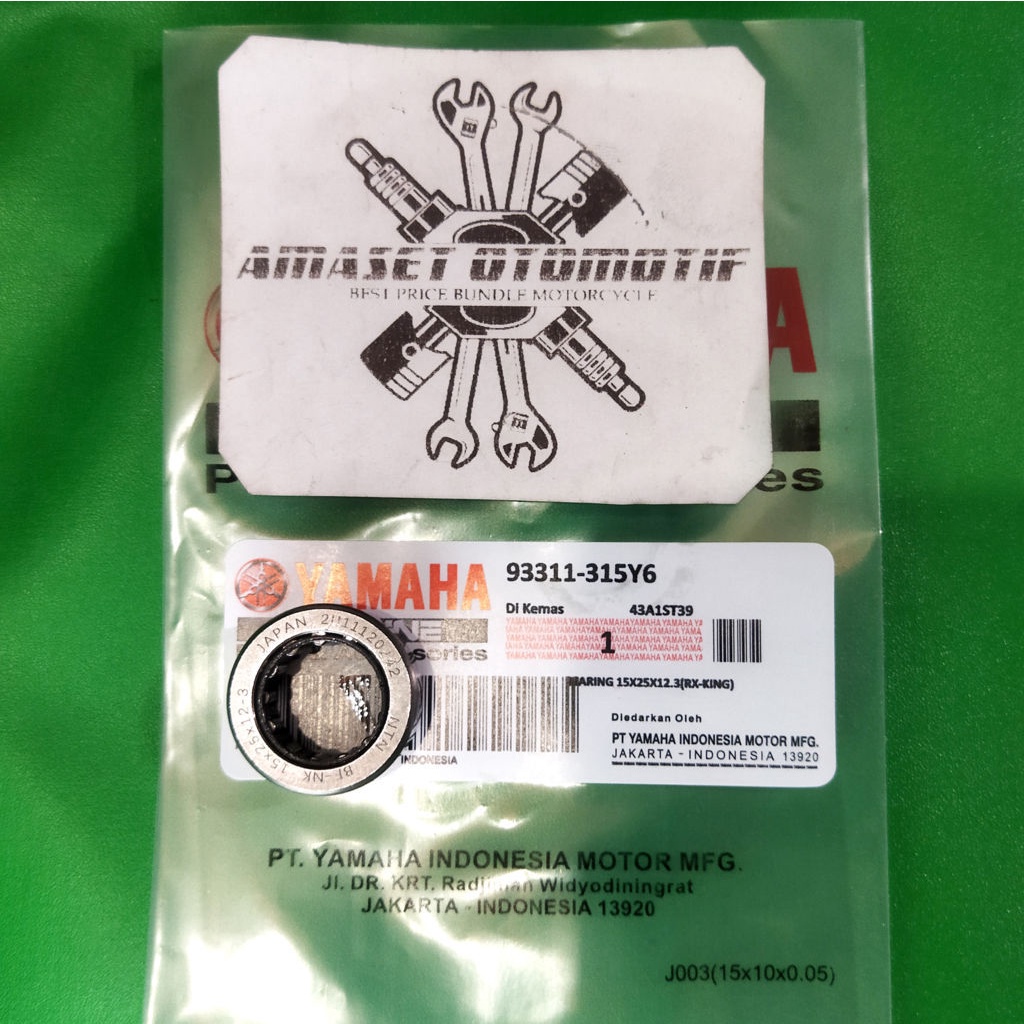 AMASET OTOMOTIF
BEST PRICE BUNDLE MOTORCYCLE
YAMAHA
93311-315Y6
Di Kemas
43A1ST39
1
15X25X12.3(RX-KING)
Diedarkan Oleh
PT YAMAHA INDONESIA MOTOR MFG.
JAKARTA - INDONESIA 13920
INDONESIA
JAPAN
NTN
15x25x12-3
PT. YAMAHA INDONESIA MOTOR MFG.
Jl. DR. KRT. Widyodiningrat
JAKARTA - INDONESIA 13920
J003(15x10x0.05)